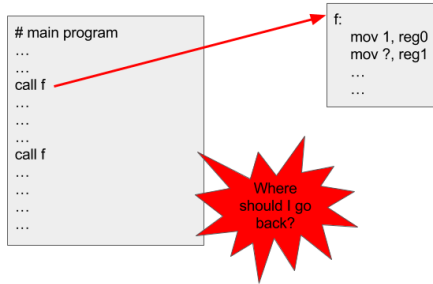 # main program
…
…
call f
…
…
…
call f
…
…
…
…
f:
mov 1, reg0
mov ?, reg1
…
…
Where
should I go
back?